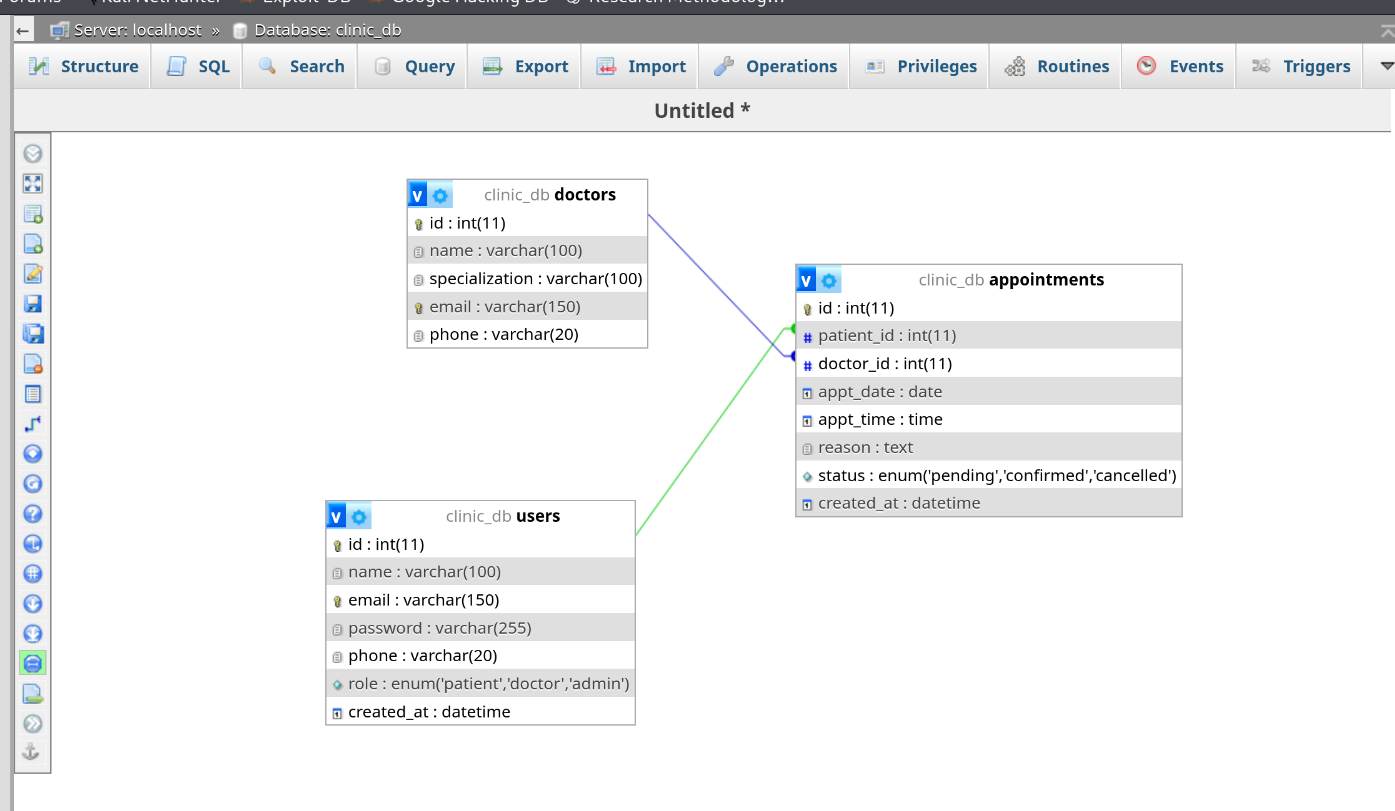 Server: localhost » Database: clinic_db
Structure SQL Search Query Export Import Operations Privileges Routines Events Triggers
Untitled *
V clinic_db doctors
id : int(11)
name : varchar(100)
specialization : varchar(100)
email : varchar(150)
phone : varchar(20)
V clinic_db appointments
id : int(11)
patient_id : int(11)
doctor_id : int(11)
appt_date : date
appt_time : time
reason : text
status : enum('pending','confirmed','cancelled')
created_at : datetime
V clinic_db users
id : int(11)
name : varchar(100)
email : varchar(150)
password : varchar(255)
phone : varchar(20)
role : enum('patient','doctor','admin')
created_at : datetime